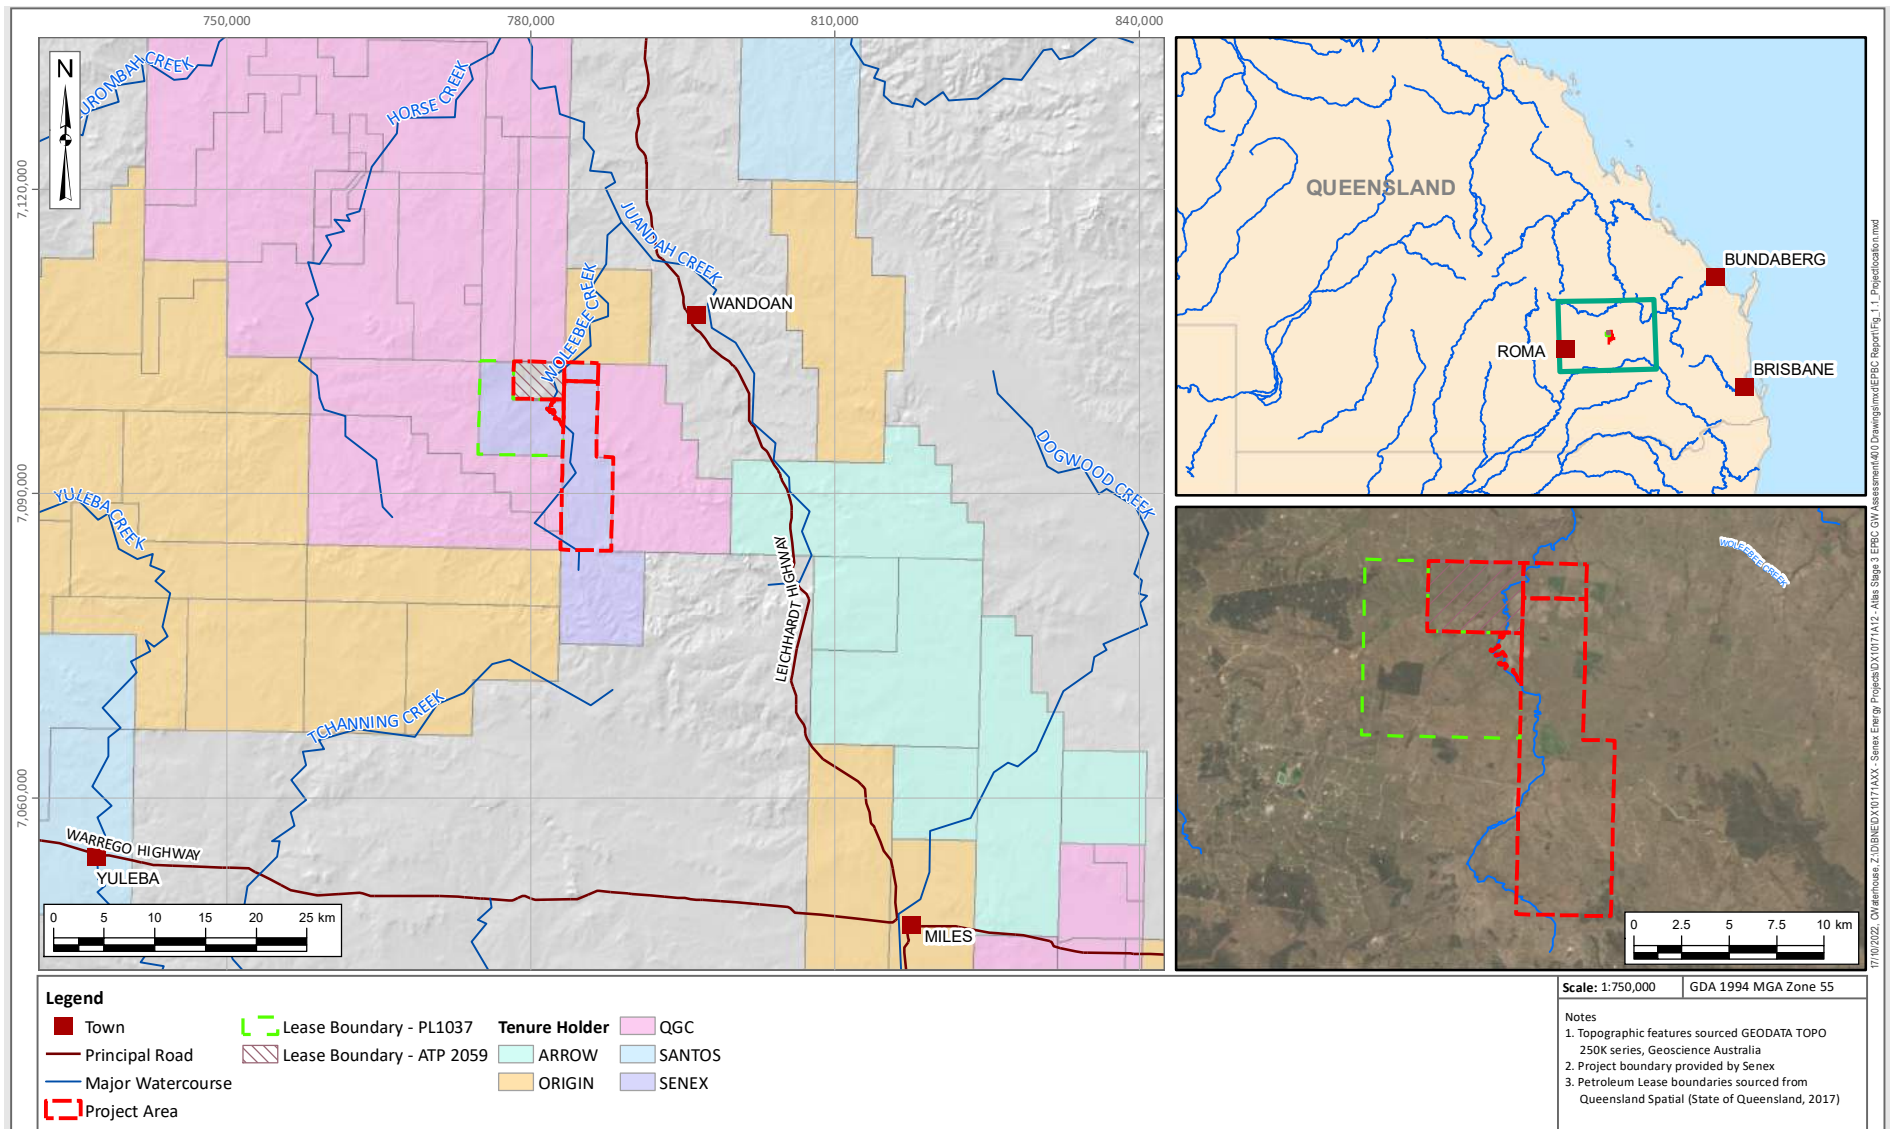 750,000
780,000
810,000
840,000
7,120,000
7,090,000
7,060,000
N
HORSE CREEK
JUANDAH CREEK
WOLEEBEE CREEK
WANDOAN
DOGWOOD CREEK
YULEBA CREEK
LEICHHARDT HIGHWAY
TCHANNING CREEK
WARREGO HIGHWAY
YULEBA
MILES
0 5 10 15 20 25 km
QUEENSLAND
BUNDABERG
ROMA
BRISBANE
WOLEEBEE CREEK
0 2.5 5 7.5 10 km
Legend
Town
Principal Road
Major Watercourse
Project Area
Lease Boundary - PL1037
Lease Boundary - ATP 2059
Tenure Holder
ARROW
ORIGIN
QGC
SANTOS
SENEX
Scale: 1:750,000
GDA 1994 MGA Zone 55
Notes
1. Topographic features sourced GEODATA TOPO
250K series, Geoscience Australia
2. Project boundary provided by Senex
3. Petroleum Lease boundaries sourced from
Queensland Spatial (State of Queensland, 2017)